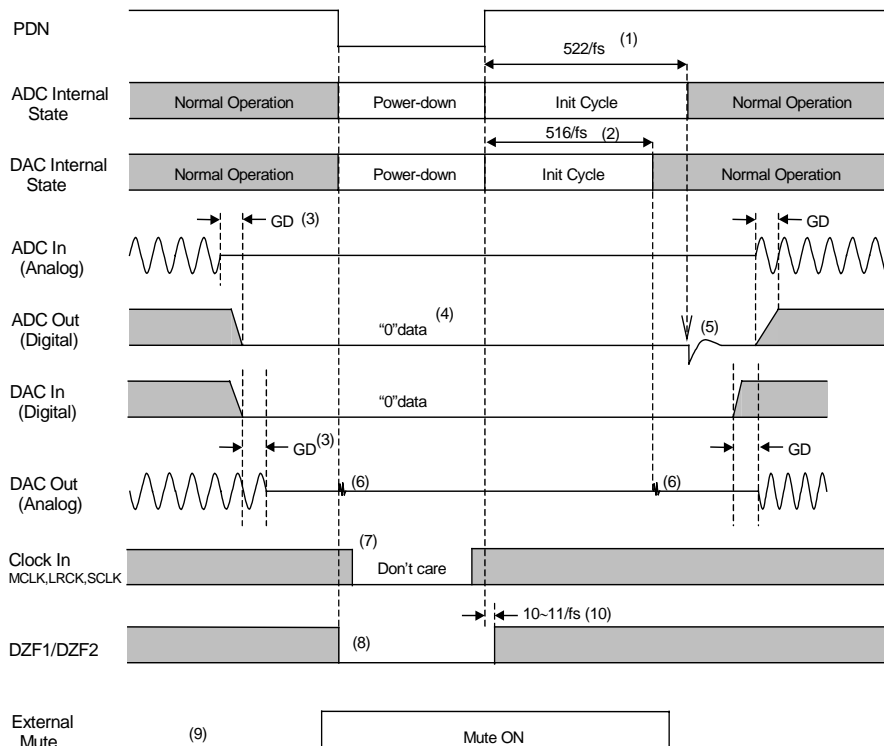 PDN
522/fs (1)
ADC Internal
State
Normal Operation Power-down Init Cycle Normal Operation
516/fs (2)
DAC Internal
State
Normal Operation Power-down Init Cycle Normal Operation
GD (3) GD
ADC In
(Analog)
ADC Out
(Digital)
“0”data (4) (5)
DAC In
(Digital)
“0”data
GD (3) GD
DAC Out
(Analog)
(6) (6)
Clock In
MCLK,LRCK,SCLK
(7)
Don't care
10~11/fs (10)
DZF1/DZF2 (8)
External
Mute
(9) Mute ON